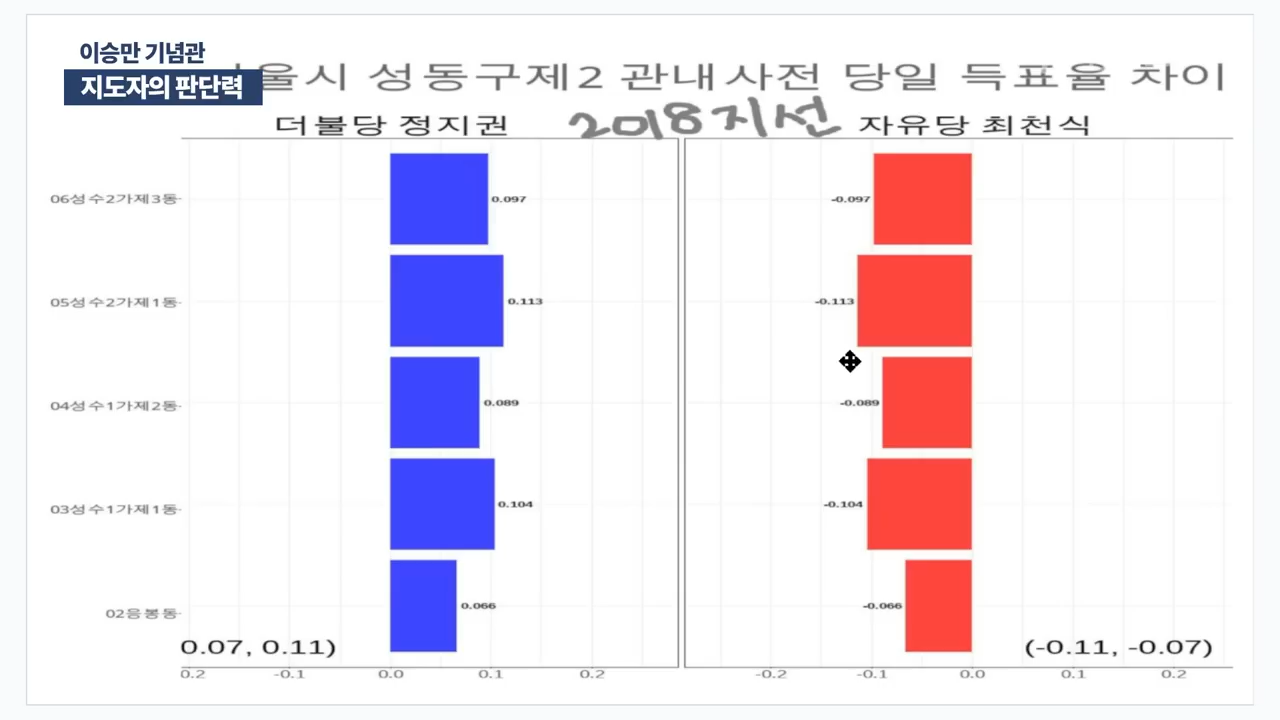 이승만 기념관
지도자의 판단력
울시 성동구제2 관내사전 당일 득표율 차이
2018지선
더불당 정지권
자유당 최천식
06성수2가제3동
0.097
-0.097
05성수2가제1동
0.113
-0.113
04성수1가제2동
0.089
-0.089
03성수1가제1동
0.104
-0.104
02응봉동
0.066
-0.066
0.07, 0.11)
(-0.11, -0.07)
0.2 -0.1 0.0 0.1 0.2
-0.2 -0.1 0.0 0.1 0.2